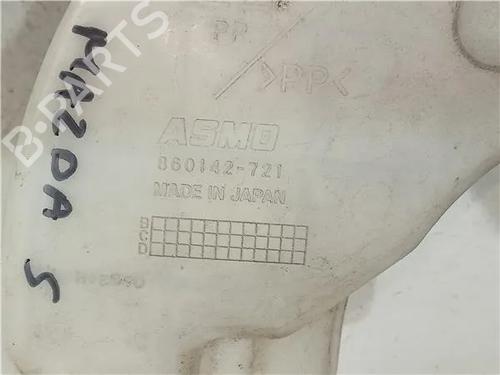 PP
>PP<
ASMO
860142-721
MADE IN JAPAN
B
C
D
MAZDA 5
B-PARTS